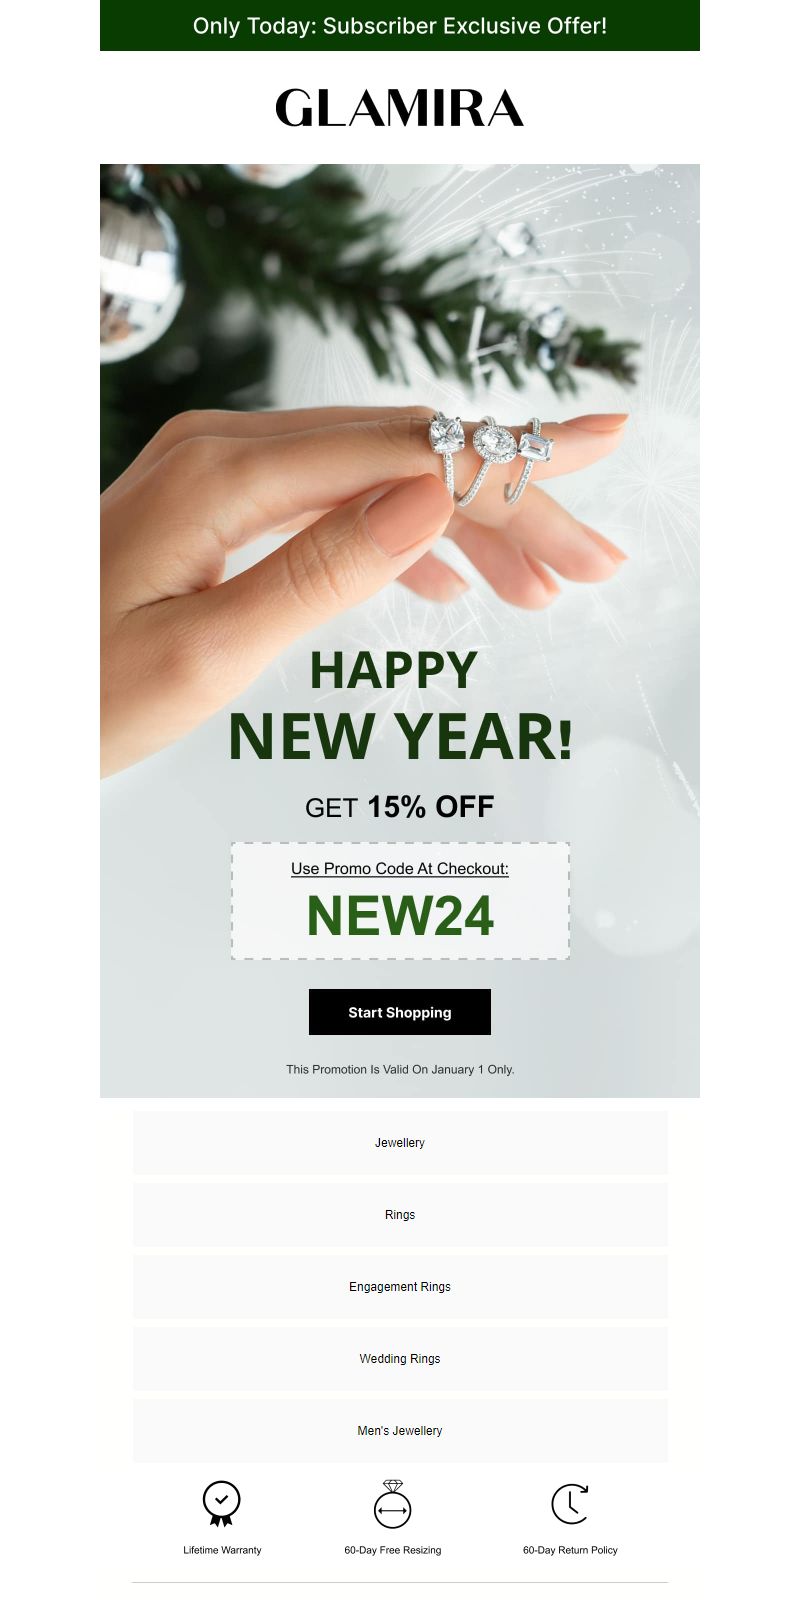 Only Today: Subscriber Exclusive Offer!
GLAMIRA
HAPPY
NEW YEAR!
GET 15% OFF
Use Promo Code At Checkout:
NEW24
Start Shopping
This Promotion Is Valid On January 1 Only.
Jewellery
Rings
Engagement Rings
Wedding Rings
Men's Jewellery
Lifetime Warranty
60-Day Free Resizing
60-Day Return Policy